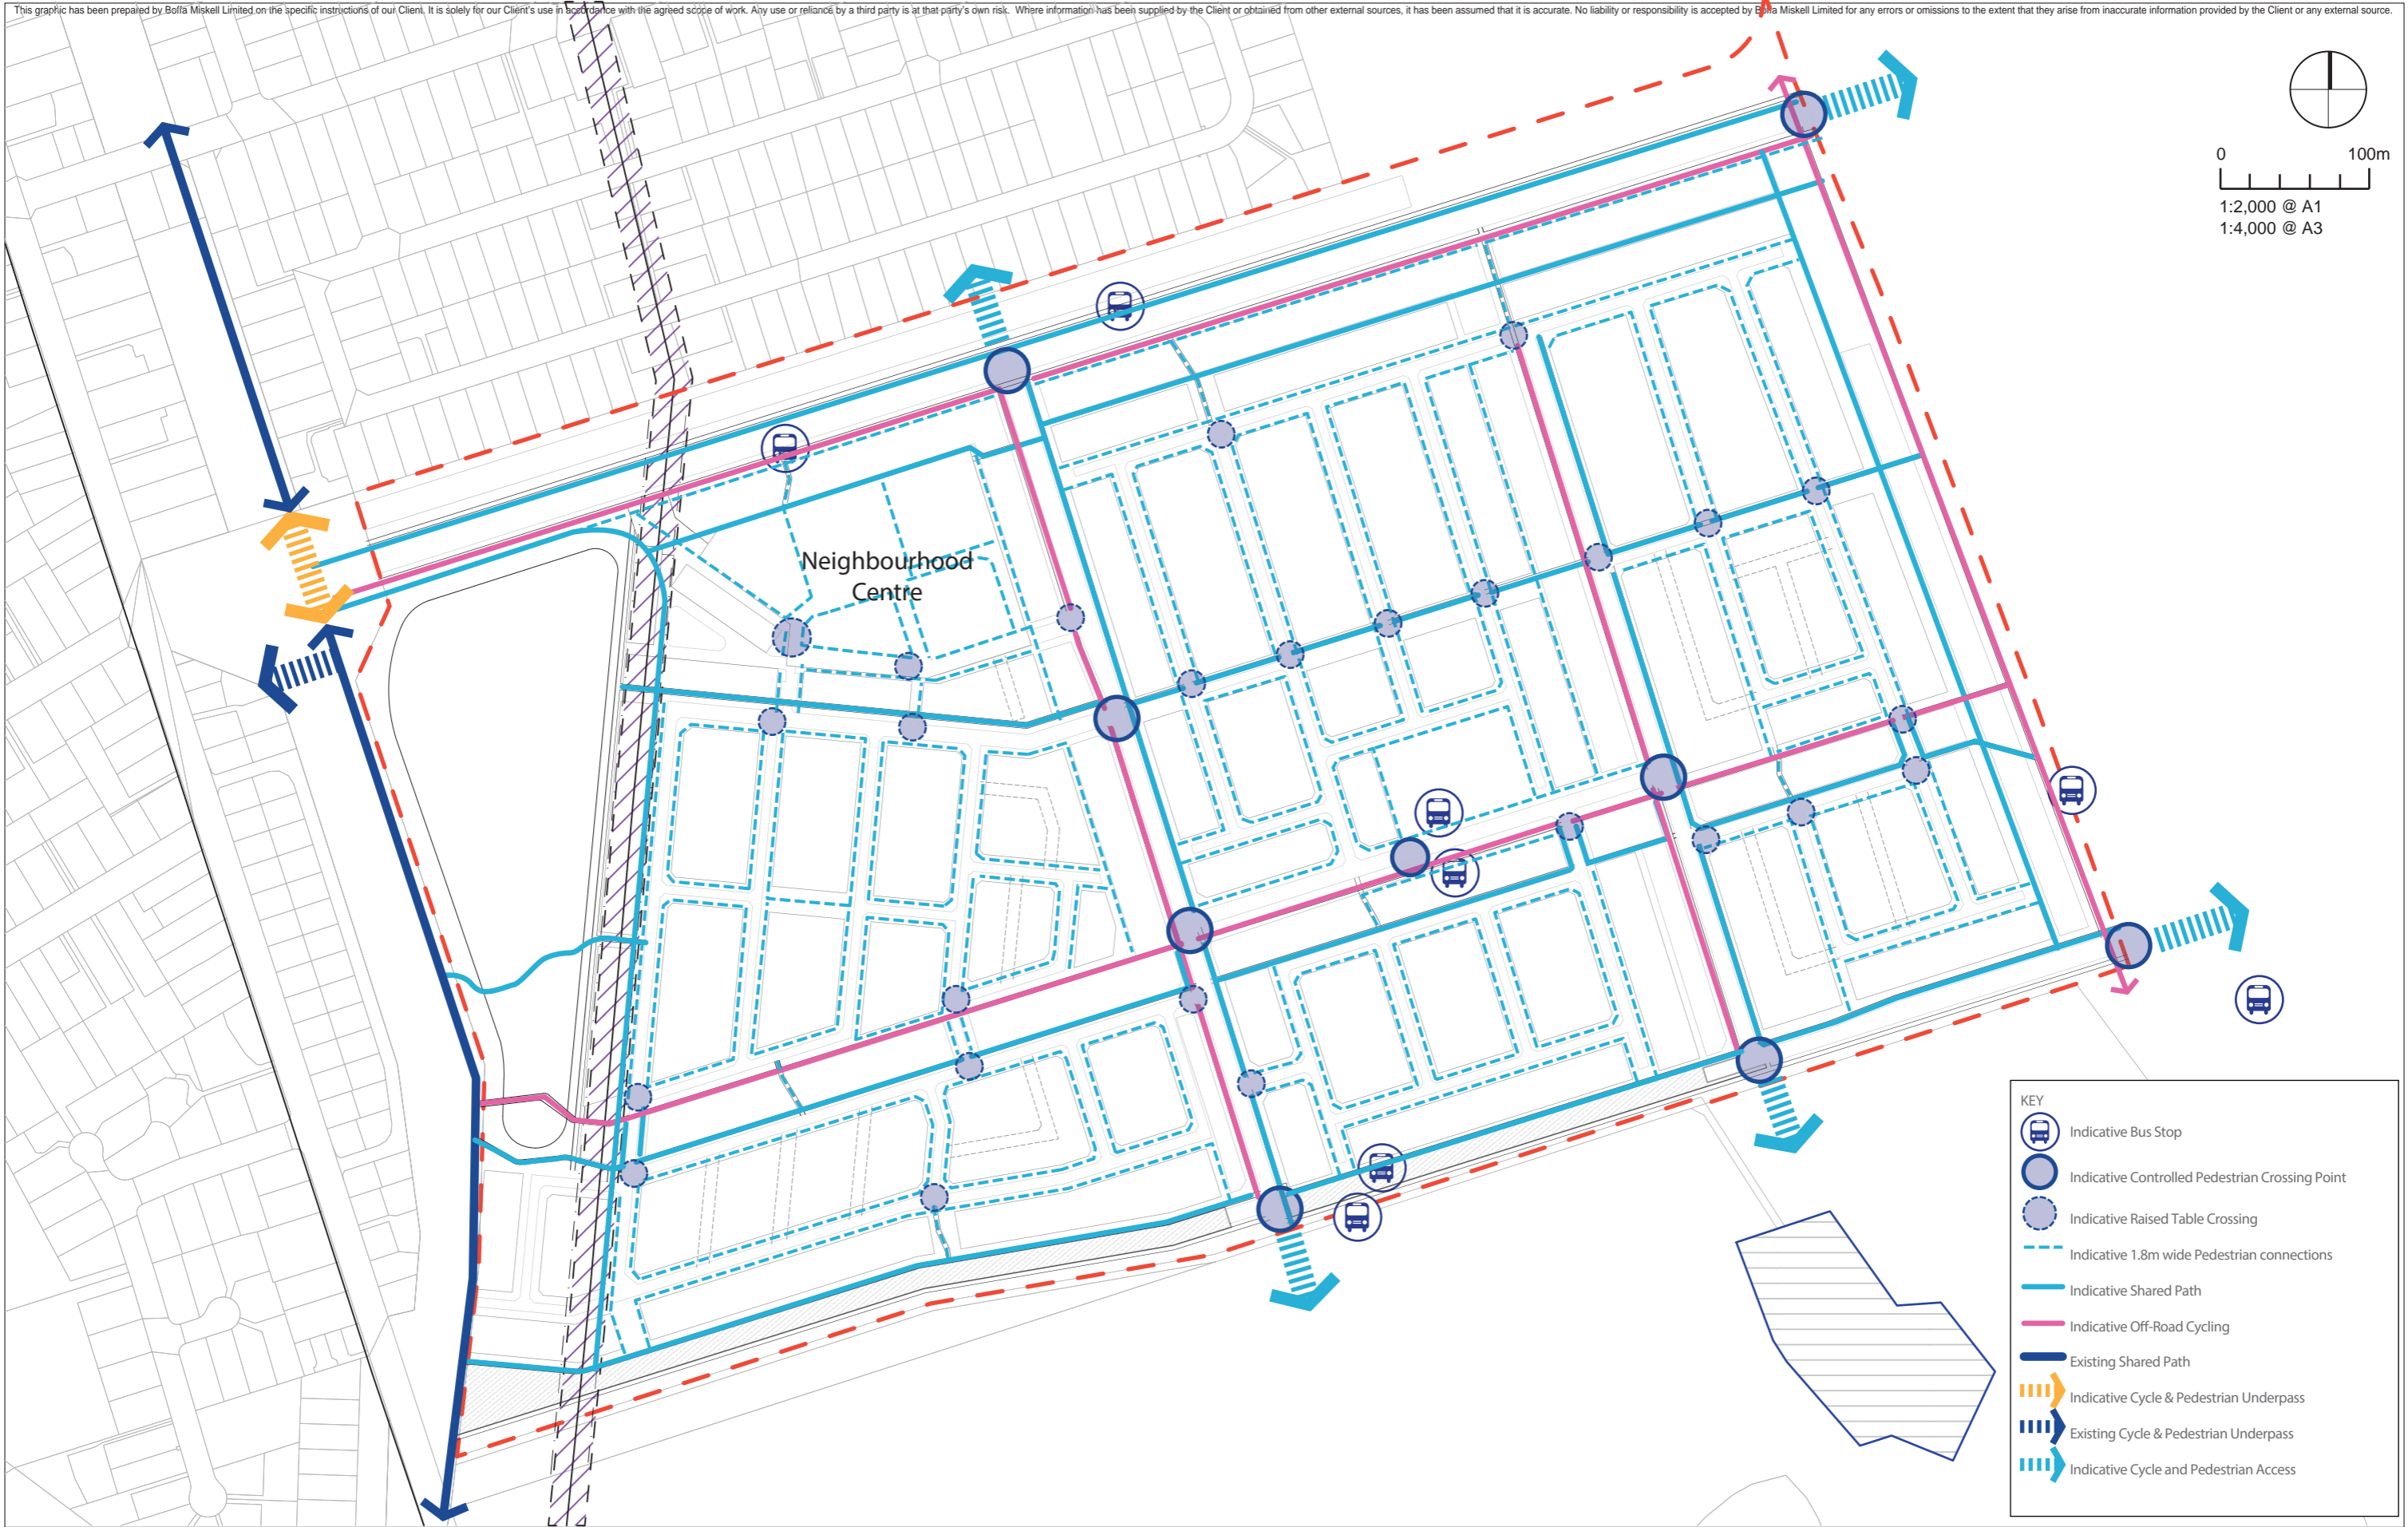 This graphic has been prepared by Boffa Miskell Limited on the specific instructions of our Client. It is solely for our Client's use in accordance with the agreed scope of work. Any use or reliance by a third party is at that party's own risk.  Where information has been supplied by the Client or obtained from other external sources, it has been assumed that it is accurate. No liability or responsibility is accepted by Boffa Miskell Limited for any errors or omissions to the extent that they arise from inaccurate information provided by the Client or any external source.
0 100m
1:2,000 @ A1
1:4,000 @ A3
Neighbourhood
Centre
KEY
Indicative Bus Stop
Indicative Controlled Pedestrian Crossing Point
Indicative Raised Table Crossing
Indicative 1.8m wide Pedestrian connections
Indicative Shared Path
Indicative Off-Road Cycling
Existing Shared Path
Indicative Cycle & Pedestrian Underpass
Existing Cycle & Pedestrian Underpass
Indicative Cycle and Pedestrian Access